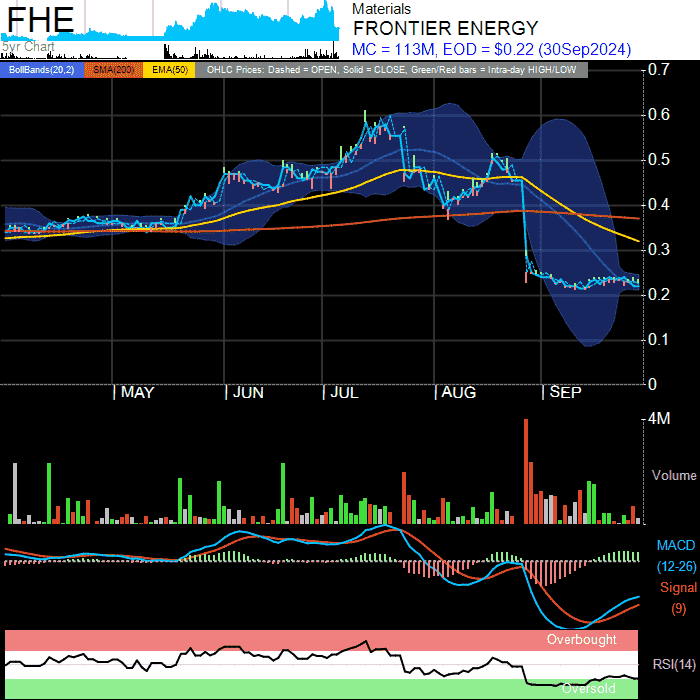 FHE
5yr Chart
Materials
FRONTIER ENERGY
MC = 113M, EOD = $0.22 (30Sep2024)
BollBands(20,2) SMA(200) EMA(50) OHLC Prices: Dashed = OPEN, Solid = CLOSE, Green/Red bars = Intra-day HIGH/LOW
0.7
0.6
0.5
0.4
0.3
0.2
0.1
0
MAY JUN JUL AUG SEP
4M
Volume
MACD
(12-26)
Signal
(9)
Overbought
RSI(14)
Oversold